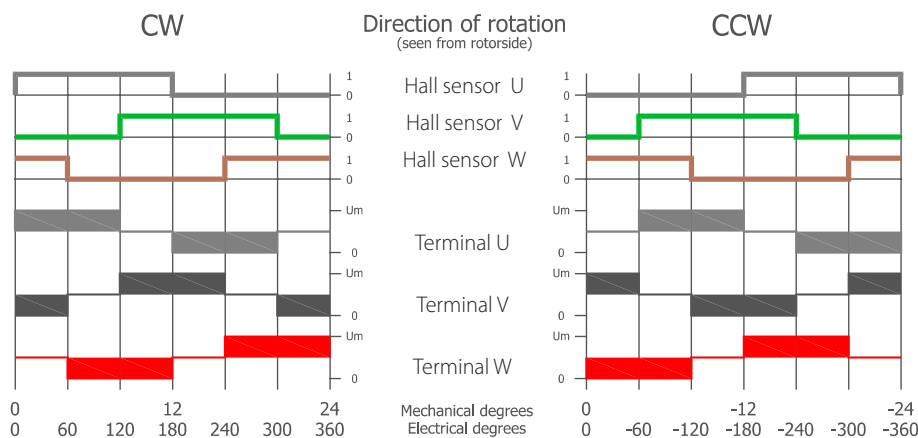 CW Direction of rotation CCW
(seen from rotorside)
1 Hall sensor U 1
0 0
1 Hall sensor V 1
0 0
1 Hall sensor W 1
0 0
Um Um
0 Terminal U 0
Um Um
0 Terminal V 0
Um Um
0 Terminal W 0
0 12 24 Mechanical degrees 0 -12 -24
0 60 120 180 240 300 360 Electrical degrees 0 -60 -120 -180 -240 -300 -360